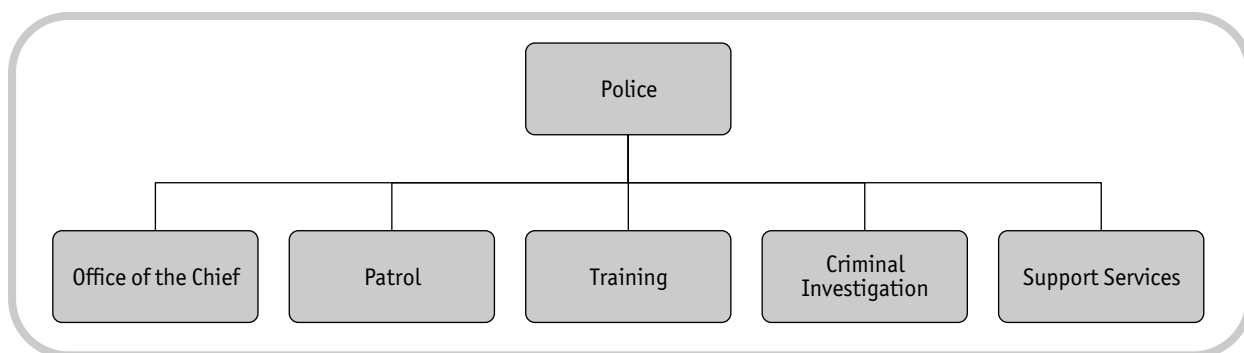 Police
Office of the Chief
Patrol
Training
Criminal
Investigation
Support Services